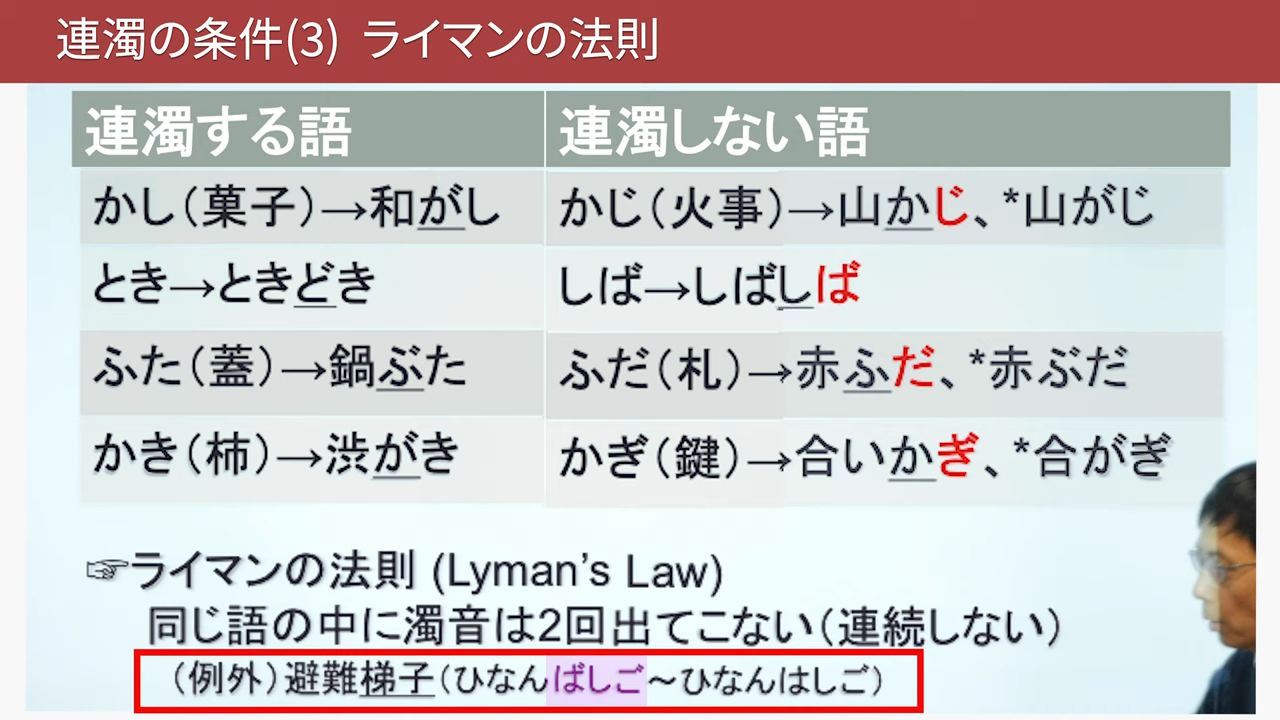 連濁の条件(3) ライマンの法則
連濁する語 連濁しない語
かし(菓子)→和がし かじ(火事)→山かじ、*山がじ
とき→ときどき しば→しばしば
ふた(蓋)→鍋ぶた ふだ(札)→赤ふだ、*赤ぶだ
かき(柿)→渋がき かぎ(鍵)→合いかぎ、*合がぎ
☞ライマンの法則 (Lyman's Law)
同じ語の中に濁音は2回出てこない(連続しない)
(例外)避難梯子(ひなんばしご~ひなんはしご)